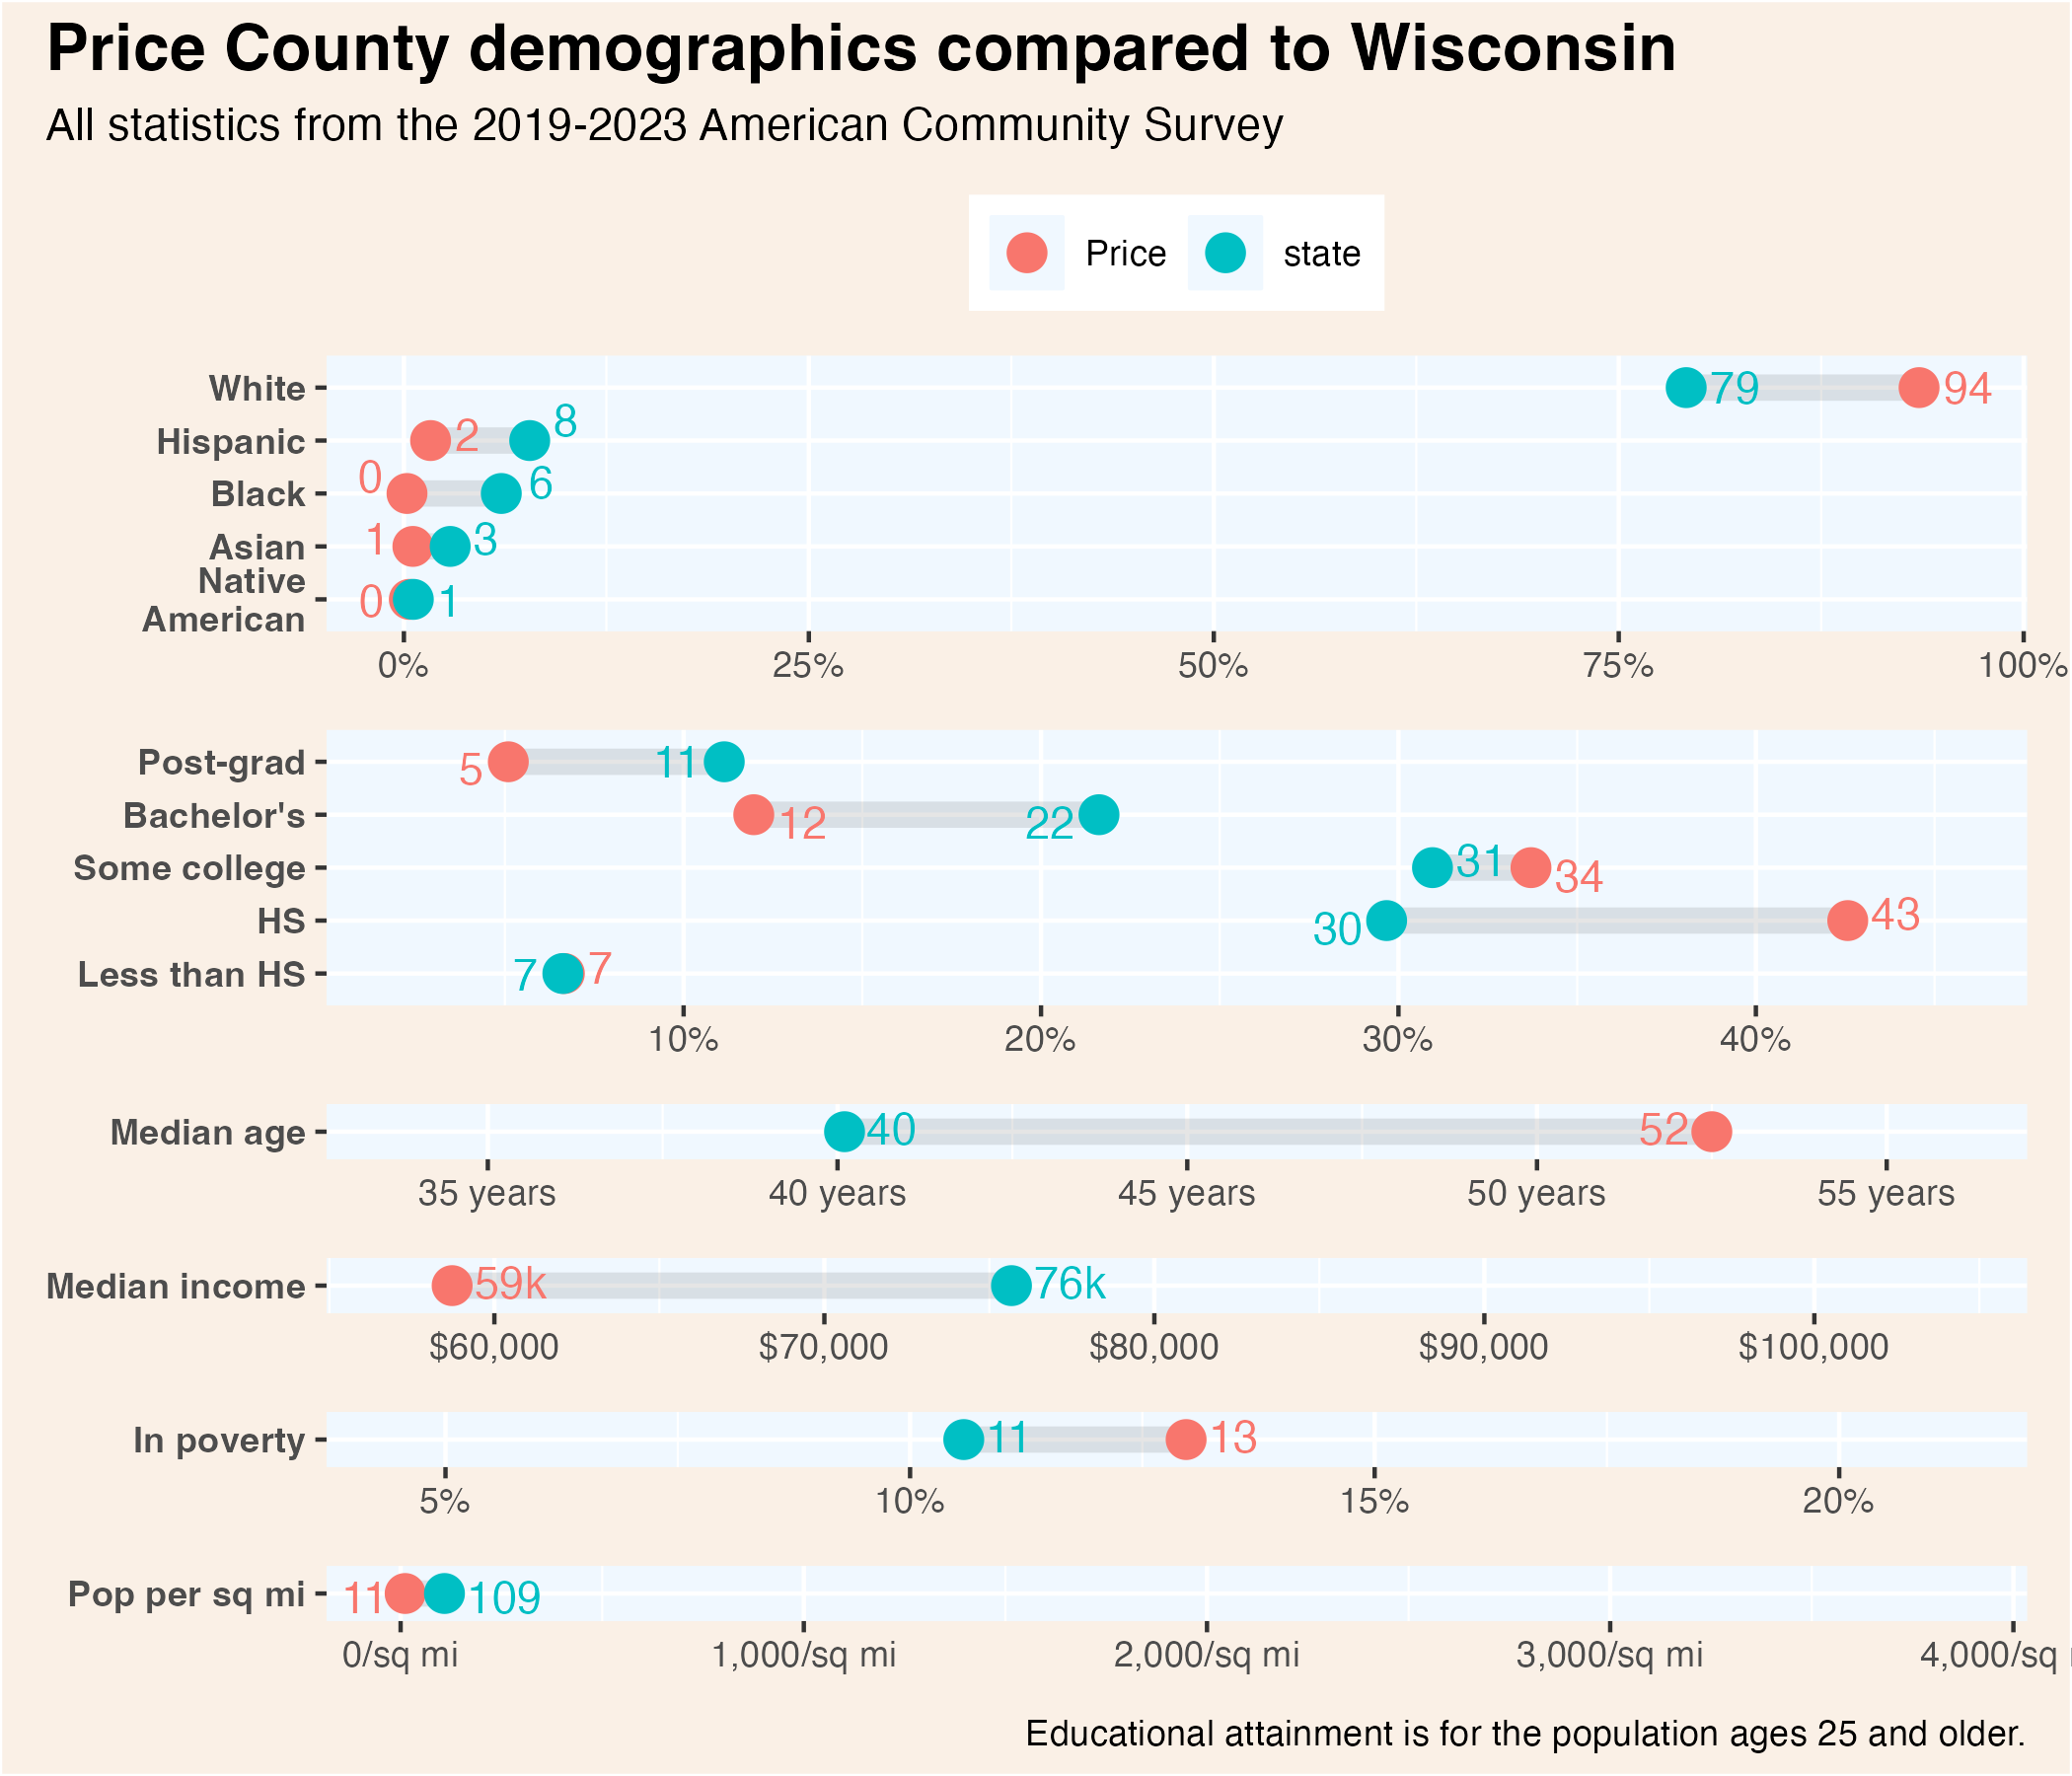 Price County demographics compared to Wisconsin
All statistics from the 2019-2023 American Community Survey
Price state
White 79 94
Hispanic 2 8
Black 0 6
Asian 1 3
Native
American 0 1
0% 25% 50% 75% 100%
Post-grad 5 11
Bachelor's 12 22
Some college 31 34
HS 30 43
Less than HS 7 7
10% 20% 30% 40%
Median age 40 52
35 years 40 years 45 years 50 years 55 years
Median income 59k 76k
$60,000 $70,000 $80,000 $90,000 $100,000
In poverty 11 13
5% 10% 15% 20%
Pop per sq mi 11 109
0/sq mi 1,000/sq mi 2,000/sq mi 3,000/sq mi 4,000/sq
Educational attainment is for the population ages 25 and older.